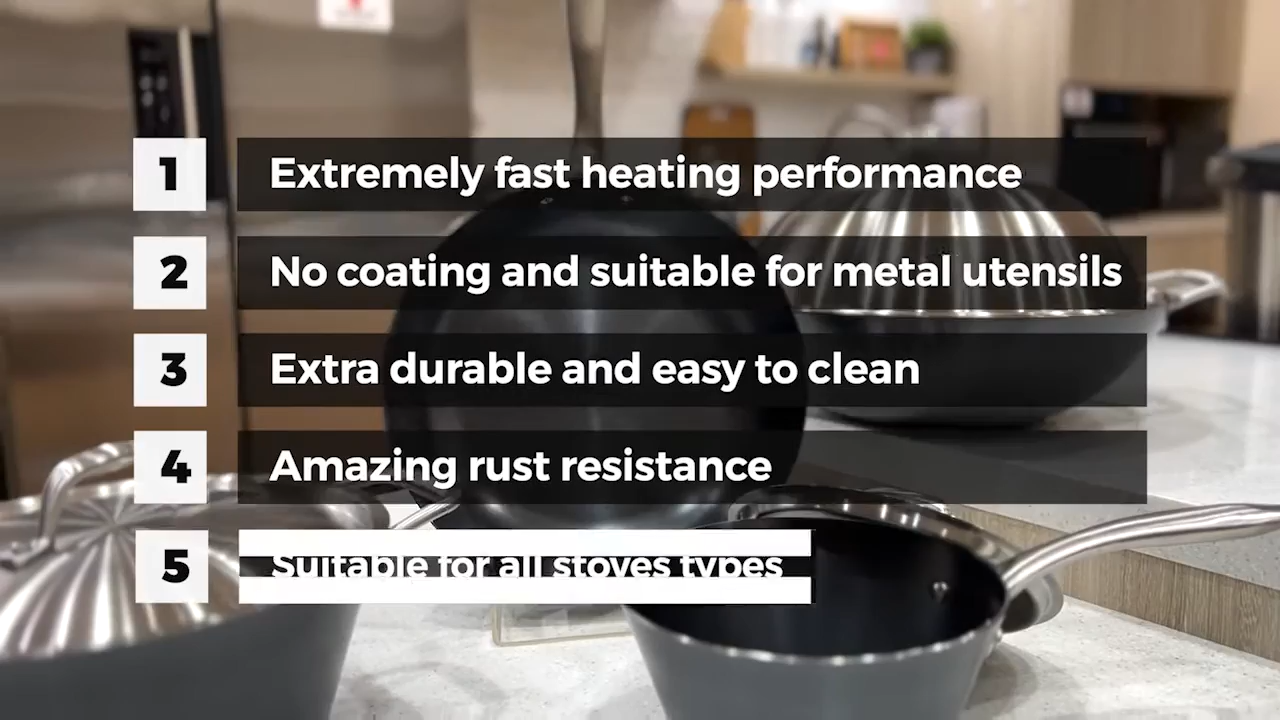 1 Extremely fast heating performance
2 No coating and suitable for metal utensils
3 Extra durable and easy to clean
4 Amazing rust resistance
5 Suitable for all stoves types